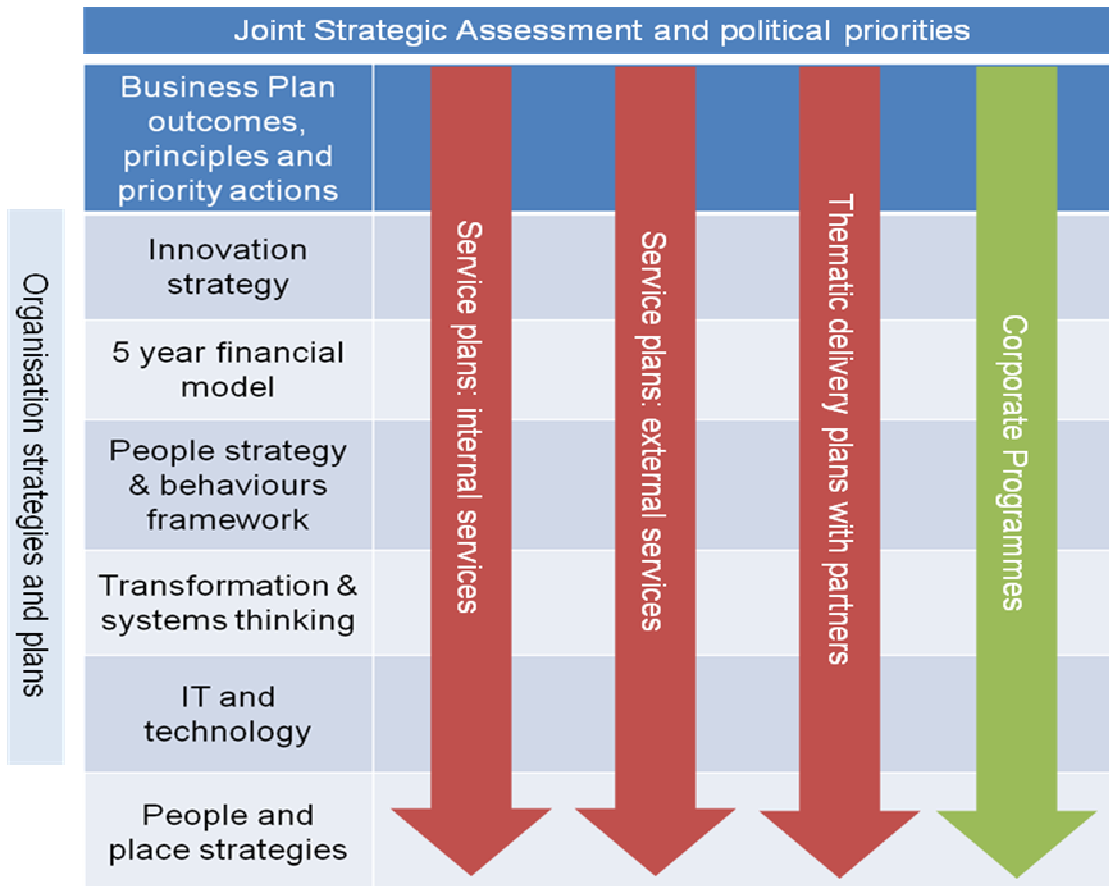 Joint Strategic Assessment and political priorities
Business Plan
outcomes,
principles and
priority actions
Organisation strategies and plans
Innovation
strategy
5 year financial
model
People strategy
& behaviours
framework
Transformation &
systems thinking
IT and
technology
People and
place strategies
Service plans: internal services
Service plans: external services
Thematic delivery plans with partners
Corporate Programmes